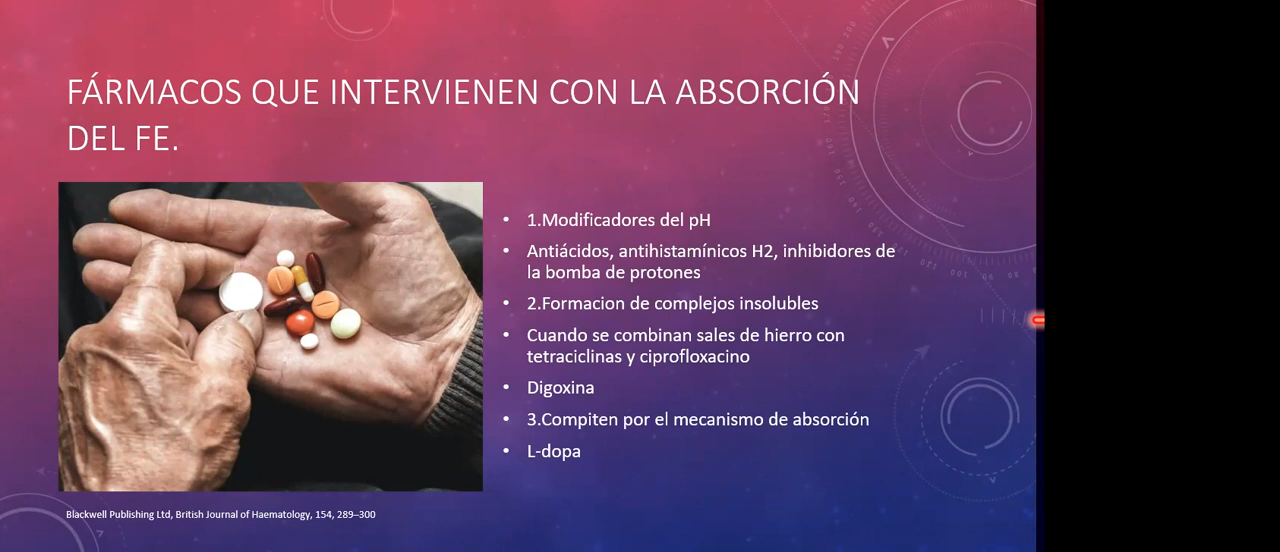 FÁRMACOS QUE INTERVIENEN CON LA ABSORCIÓN
DEL FE.
• 1.Modificadores del pH
• Antiácidos, antihistamínicos H2, inhibidores de
la bomba de protones
• 2.Formacion de complejos insolubles
• Cuando se combinan sales de hierro con
tetraciclinas y ciprofloxacino
• Digoxina
• 3.Compiten por el mecanismo de absorción
• L-dopa
Blackwell Publishing Ltd, British Journal of Haematology, 154, 289–300